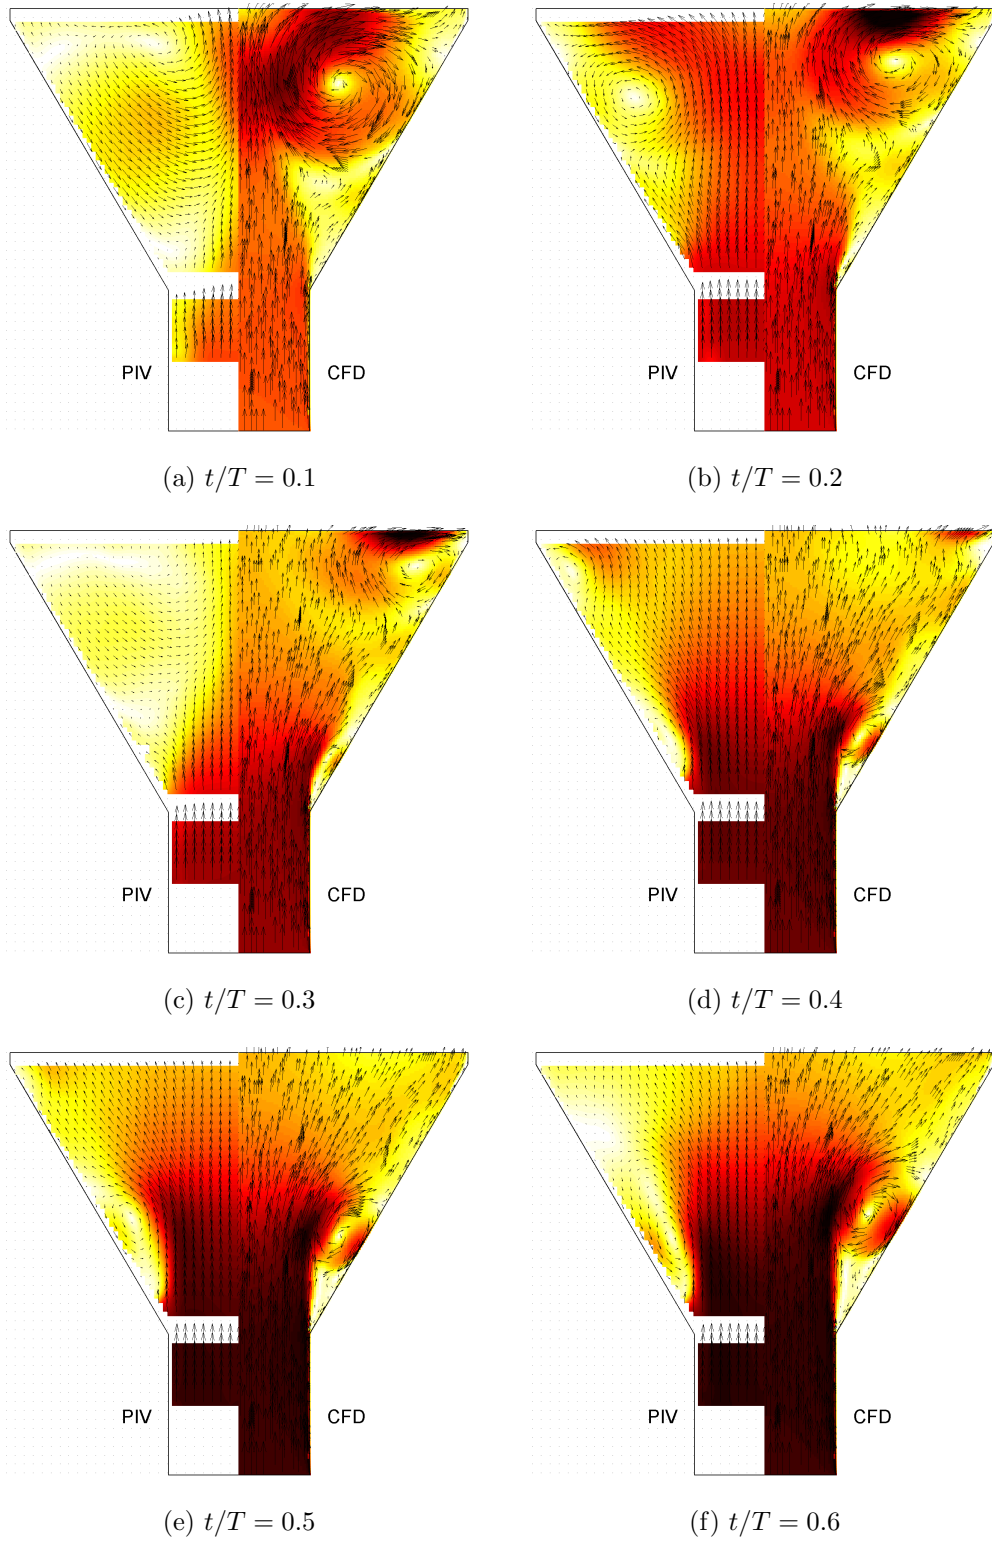 PIV CFD
PIV CFD
(a) t/T = 0.1
(b) t/T = 0.2
PIV CFD
PIV CFD
(c) t/T = 0.3
(d) t/T = 0.4
PIV CFD
PIV CFD
(e) t/T = 0.5
(f) t/T = 0.6